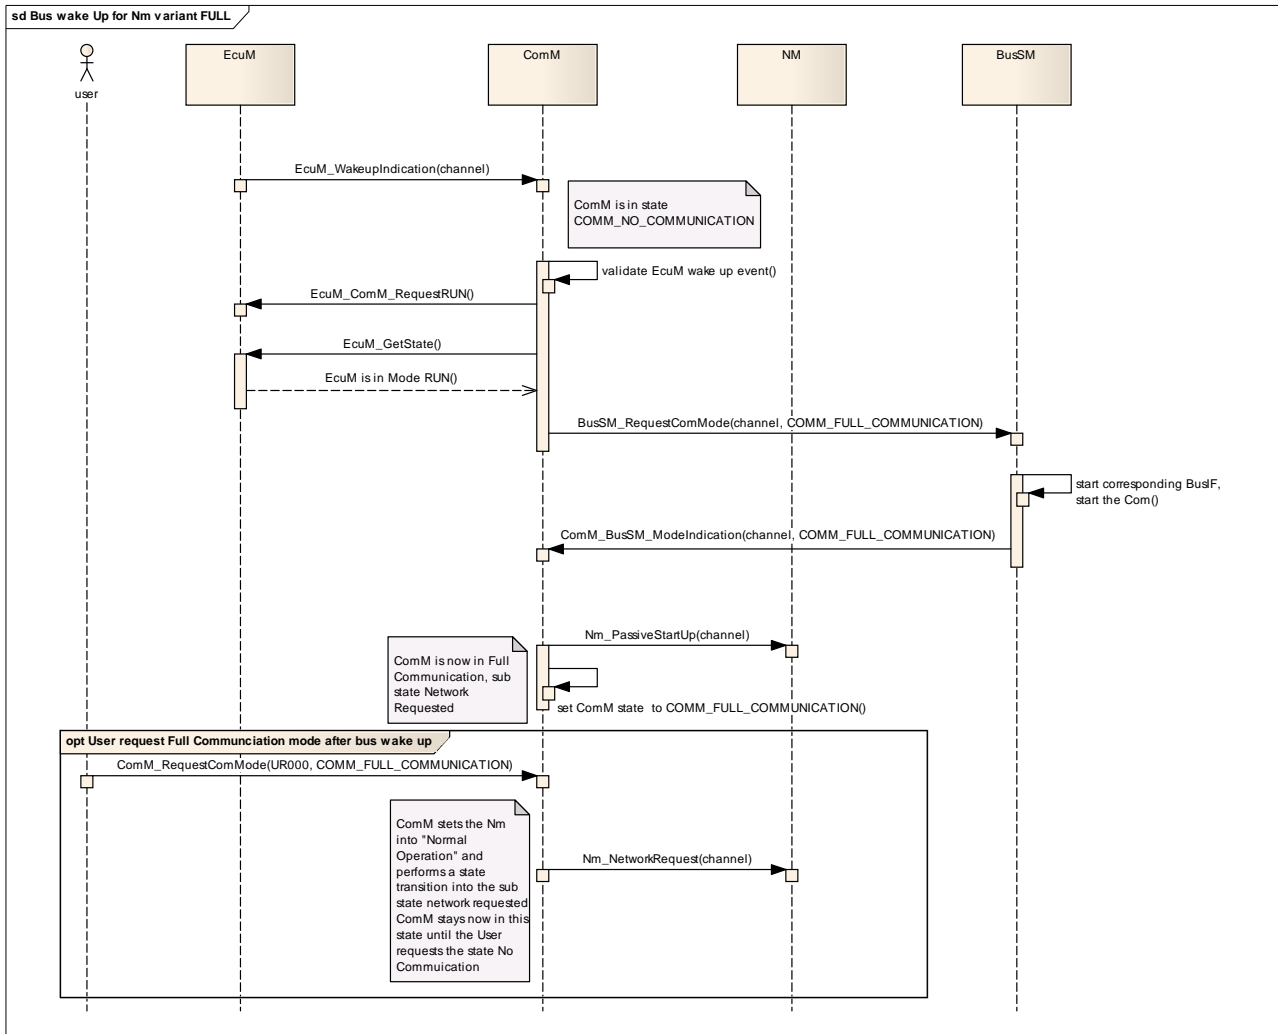 sd Bus wake Up for Nm variant FULL
user
EcuM
ComM
NM
BusSM
EcuM_WakeupIndication(channel)
ComM is in state
COMM_NO_COMMUNICATION
validate EcuM wake up event()
EcuM_ComM_RequestRUN()
EcuM_GetState()
EcuM is in Mode RUN()
BusSM_RequestComMode(channel, COMM_FULL_COMMUNICATION)
start corresponding BusIF,
start the Com()
ComM_BusSM_ModeIndication(channel, COMM_FULL_COMMUNICATION)
Nm_PassiveStartUp(channel)
ComM is now in Full
Communication, sub
state Network
Requested
set ComM state to COMM_FULL_COMMUNICATION()
opt User request Full Communciation mode after bus wake up
ComM_RequestComMode(UR000, COMM_FULL_COMMUNICATION)
ComM stets the Nm
into "Normal
Operation" and
performs a state
transition into the sub
state network requested
ComM stays now in this
state until the User
requests the state No
Commuication
Nm_NetworkRequest(channel)